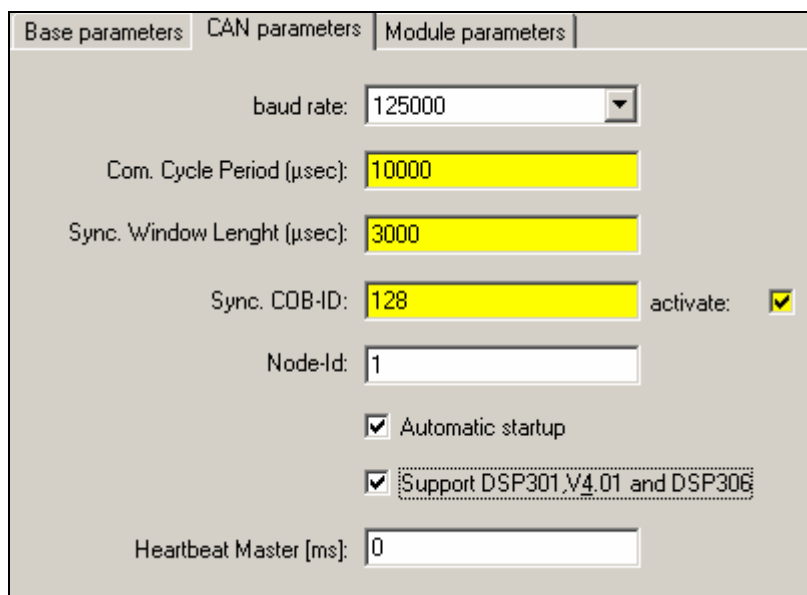 Base parameters CAN parameters Module parameters
baud rate: 125000
Com. Cycle Period (µsec): 10000
Sync. Window Lenght (µsec): 3000
Sync. COB-ID: 128 activate:
Node-Id: 1
Automatic startup
Support DSP301,V4.01 and DSP306
Heartbeat Master [ms]: 0